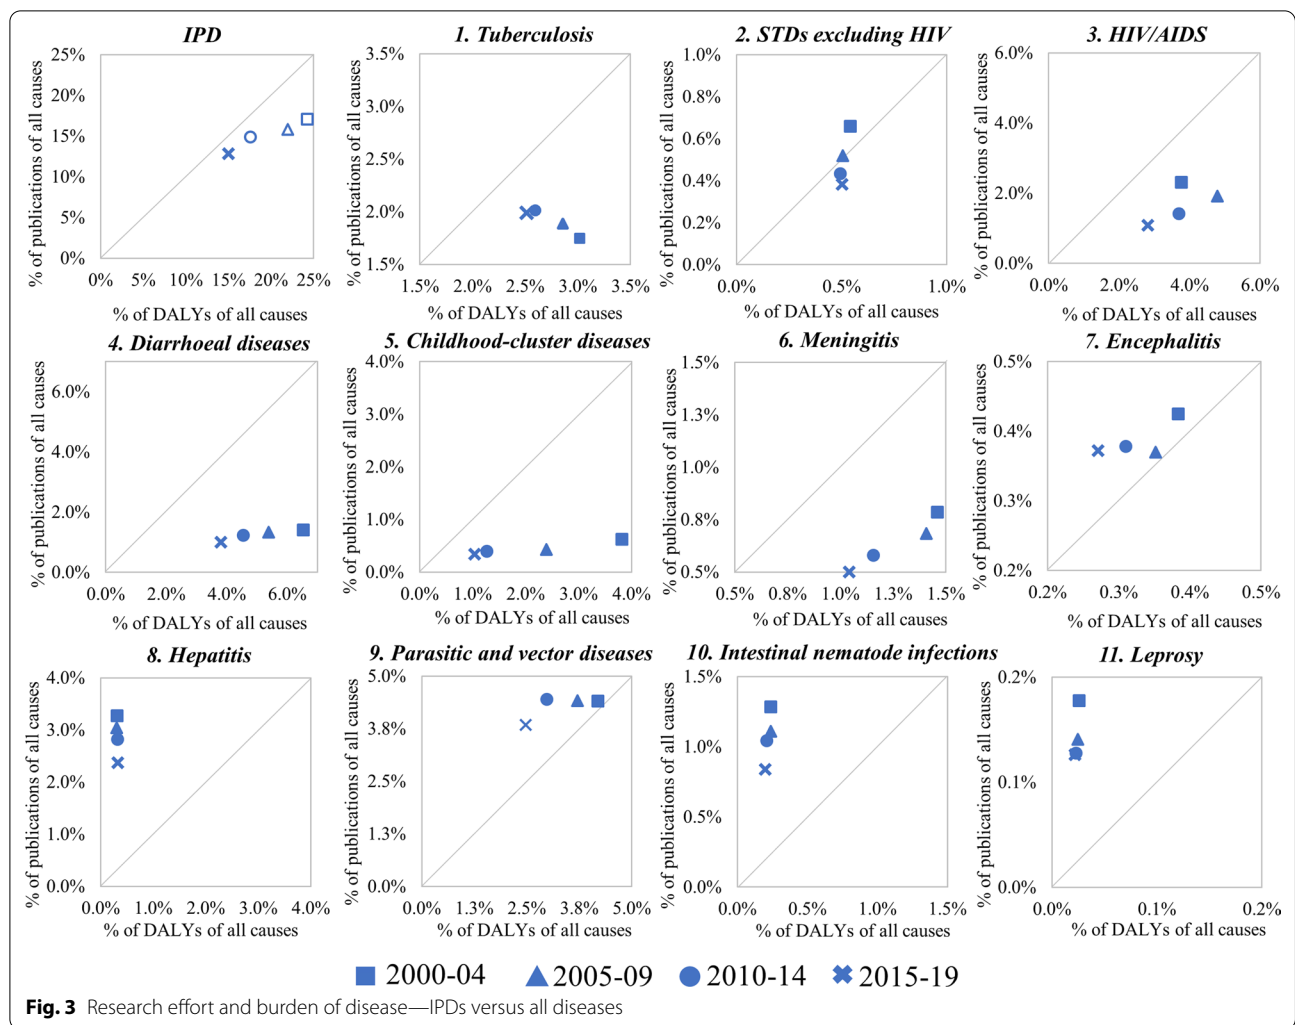 IPD
% of publications of all causes
25%
20%
15%
10%
5%
0%
0% 5% 10% 15% 20% 25%
% of DALYs of all causes
1. Tuberculosis
% of publications of all causes
3.5%
3.0%
2.5%
2.0%
1.5%
1.5% 2.0% 2.5% 3.0% 3.5%
% of DALYs of all causes
2. STDs excluding HIV
% of publications of all causes
1.0%
0.8%
0.6%
0.4%
0.2%
0.0%
0.0% 0.5% 1.0%
% of DALYs of all causes
3. HIV/AIDS
% of publications of all causes
6.0%
4.0%
2.0%
0.0%
0.0% 2.0% 4.0% 6.0%
% of DALYs of all causes
4. Diarrhoeal diseases
% of publications of all causes
6.0%
4.0%
2.0%
0.0%
0.0% 2.0% 4.0% 6.0%
% of DALYs of all causes
5. Childhood-cluster diseases
% of publications of all causes
4.0%
3.0%
2.0%
1.0%
0.0%
0.0% 1.0% 2.0% 3.0% 4.0%
% of DALYs of all causes
6. Meningitis
% of publications of all causes
1.5%
1.3%
1.0%
0.8%
0.5%
0.5% 0.8% 1.0% 1.3% 1.5%
% of DALYs of all causes
7. Encephalitis
% of publications of all causes
0.5%
0.4%
0.3%
0.2%
0.2% 0.3% 0.4% 0.5%
% of DALYs of all causes
8. Hepatitis
% of publications of all causes
4.0%
3.0%
2.0%
1.0%
0.0%
0.0% 1.0% 2.0% 3.0% 4.0%
% of DALYs of all causes
9. Parasitic and vector diseases
% of publications of all causes
5.0%
3.8%
2.5%
1.3%
0.0%
0.0% 1.3% 2.5% 3.8% 5.0%
% of DALYs of all causes
10. Intestinal nematode infections
% of publications of all causes
1.5%
1.0%
0.5%
0.0%
0.0% 0.5% 1.0% 1.5%
% of DALYs of all causes
11. Leprosy
% of publications of all causes
0.2%
0.1%
0.0%
0.0% 0.1% 0.2%
% of DALYs of all causes
2000-04 2005-09 2010-14 2015-19
Fig. 3 Research effort and burden of disease—IPDs versus all diseases